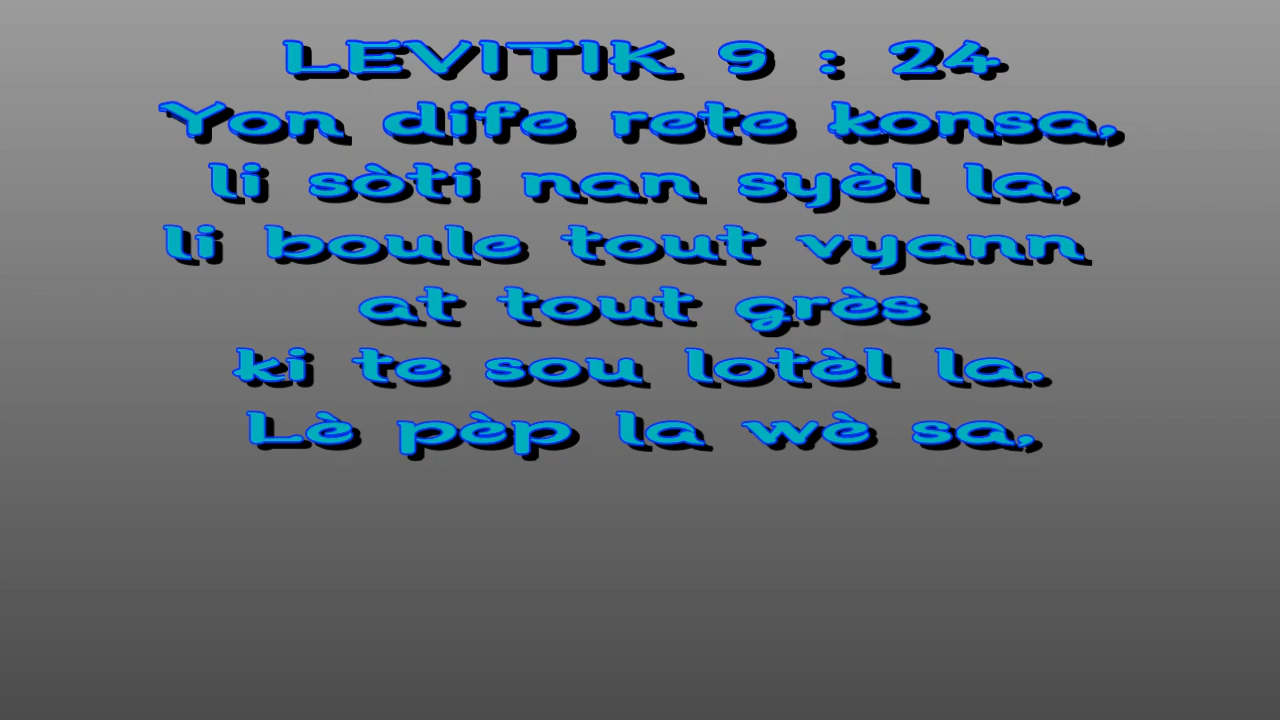 LEVITIK 9 : 24
Yon dife rete konsa,
li sòti nan syèl la,
li boule tout vyann
at tout grès
ki te sou lotèl la.
Lè pèp la wè sa,